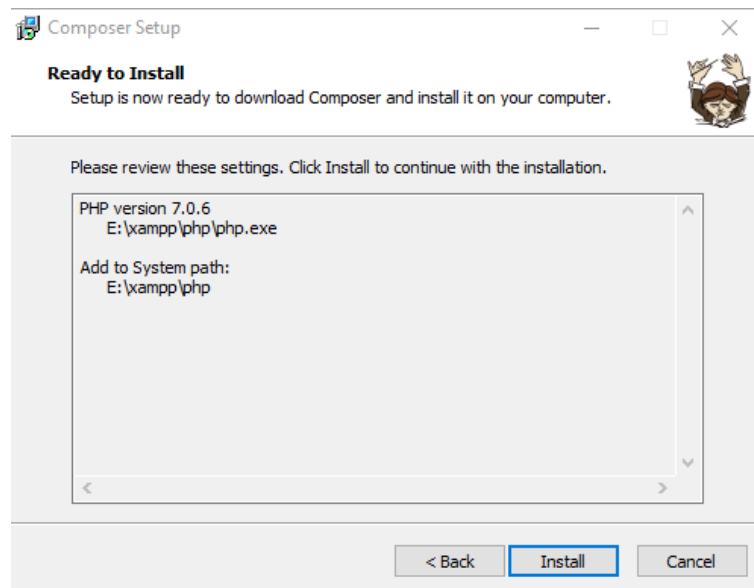 Composer Setup
Ready to Install
Setup is now ready to download Composer and install it on your computer.
Please review these settings. Click Install to continue with the installation.
PHP version 7.0.6
E:\xampp\php\php.exe
Add to System path:
E:\xampp\php
< Back
Install
Cancel